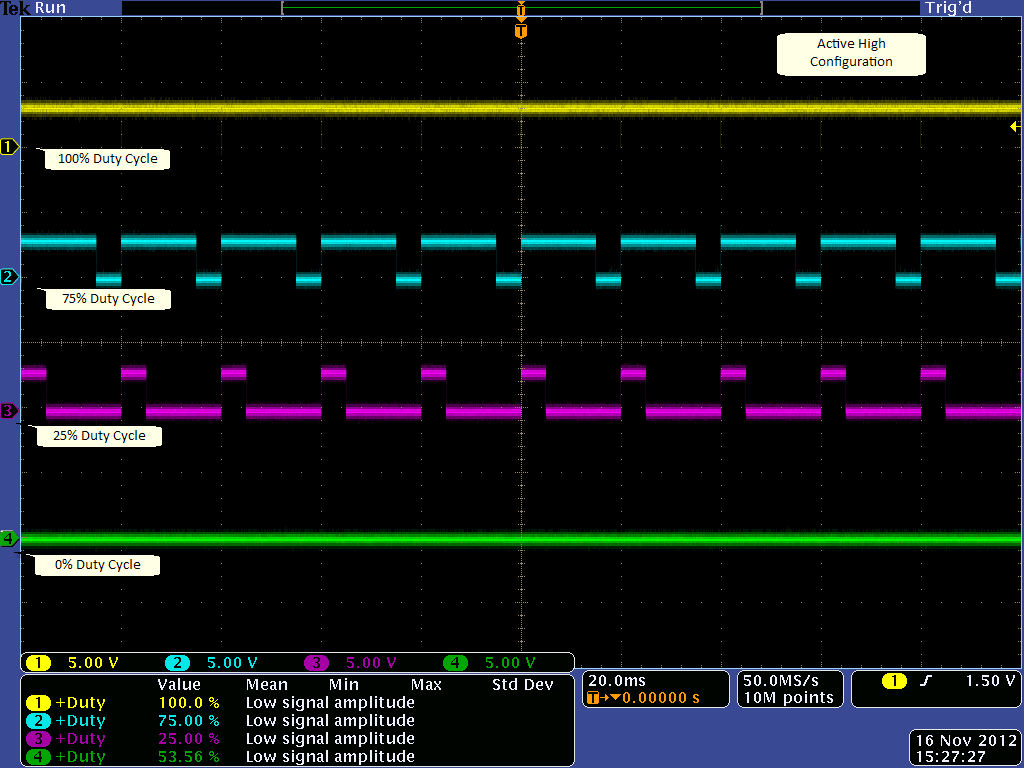 Tek Run
Trig'd
T
T
Active High
Configuration
1
100% Duty Cycle
2
75% Duty Cycle
3
25% Duty Cycle
4
0% Duty Cycle
1 5.00 V 2 5.00 V 3 5.00 V 4 5.00 V
Value Mean Min Max Std Dev
1 +Duty 100.0 % Low signal amplitude
2 +Duty 75.00 % Low signal amplitude
3 +Duty 25.00 % Low signal amplitude
4 +Duty 53.56 % Low signal amplitude
20.0ms
T→▼0.00000 s
50.0MS/s
10M points
1 1.50 V
16 Nov 2012
15:27:27